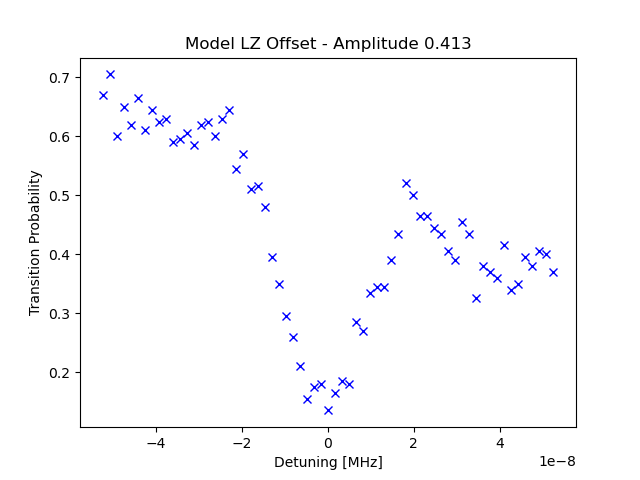 Model LZ Offset - Amplitude 0.413
Transition Probability
0.7
0.6
0.5
0.4
0.3
0.2
−4 −2 0 2 4
1e−8
Detuning [MHz]